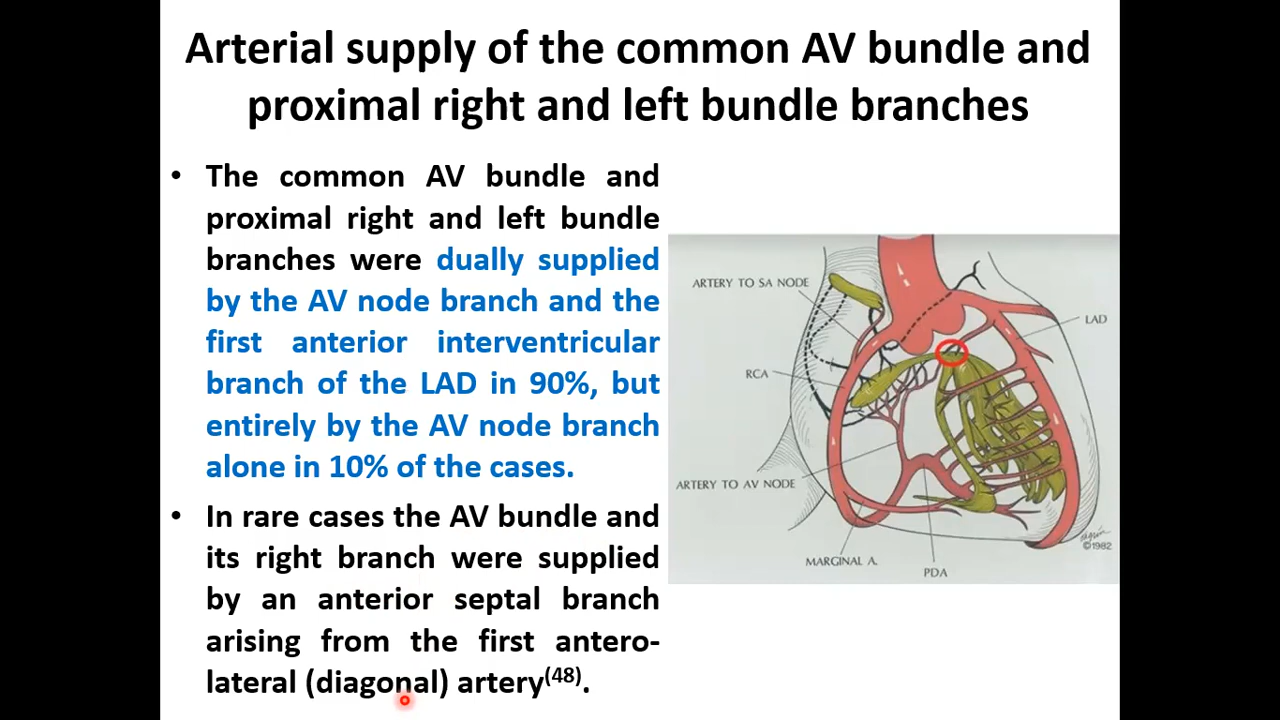 Arterial supply of the common AV bundle and
proximal right and left bundle branches
• The common AV bundle and
proximal right and left bundle
branches were dually supplied
by the AV node branch and the
first anterior interventricular
branch of the LAD in 90%, but
entirely by the AV node branch
alone in 10% of the cases.
• In rare cases the AV bundle and
its right branch were supplied
by an anterior septal branch
arising from the first antero-
lateral (diagonal) artery(48).
ARTERY TO SA NODE
LAD
RCA
ARTERY TO AV NODE
MARGINAL A.
PDA
©1982